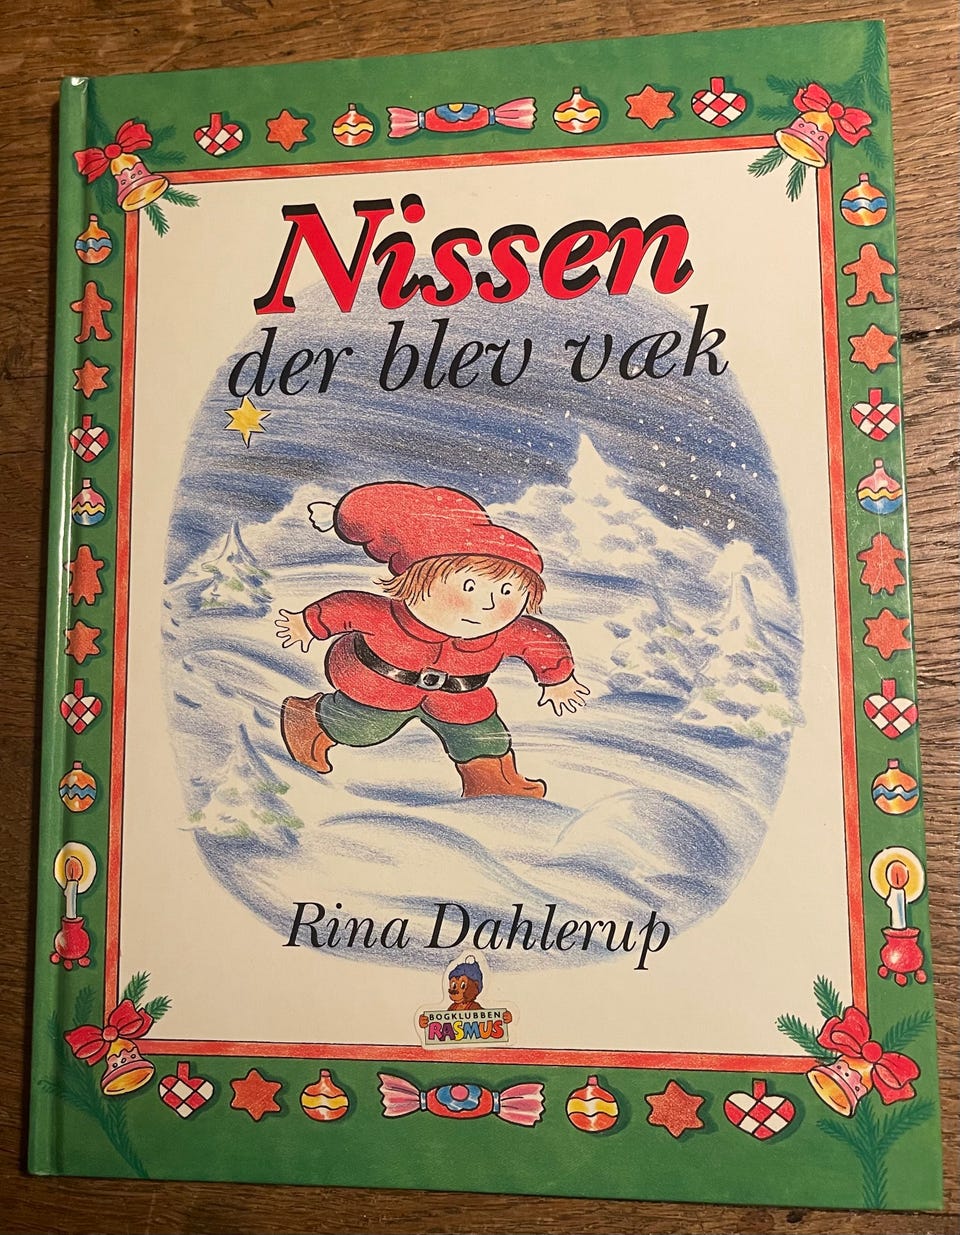 Nissen
der blev væk
Rina Dahlerup
BOGKLUBBEN
RASMUS